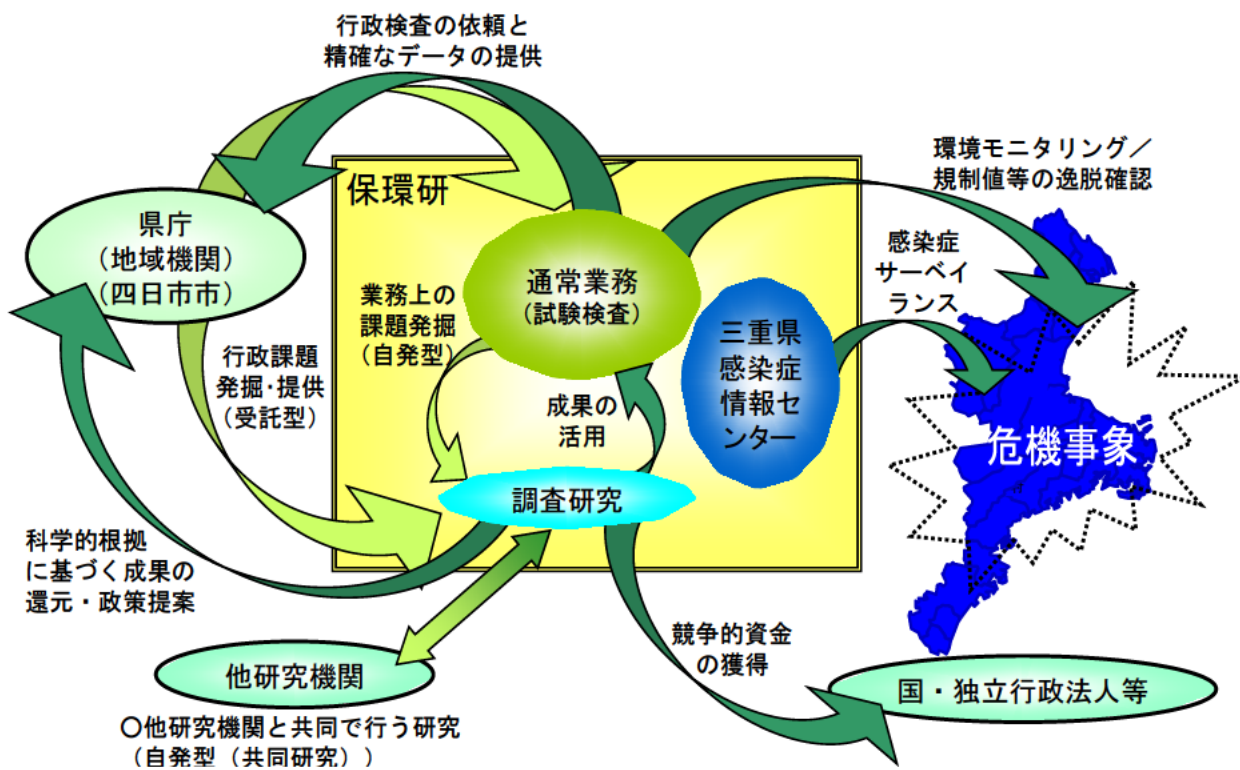 行政検査の依頼と
精確なデータの提供
環境モニタリング／
規制値等の逸脱確認
保環研
県庁
（地域機関）
（四日市市）
通常業務
（試験検査）
感染症
サーベイ
ランス
業務上の
課題発掘
（自発型）
三重県
感染症
情報セ
ンター
行政課題
発掘・提供
（受託型）
成果の
活用
危機事象
調査研究
科学的根拠
に基づく成果の
還元・政策提案
競争的資金
の獲得
他研究機関
国・独立行政法人等
〇他研究機関と共同で行う研究
（自発型（共同研究））